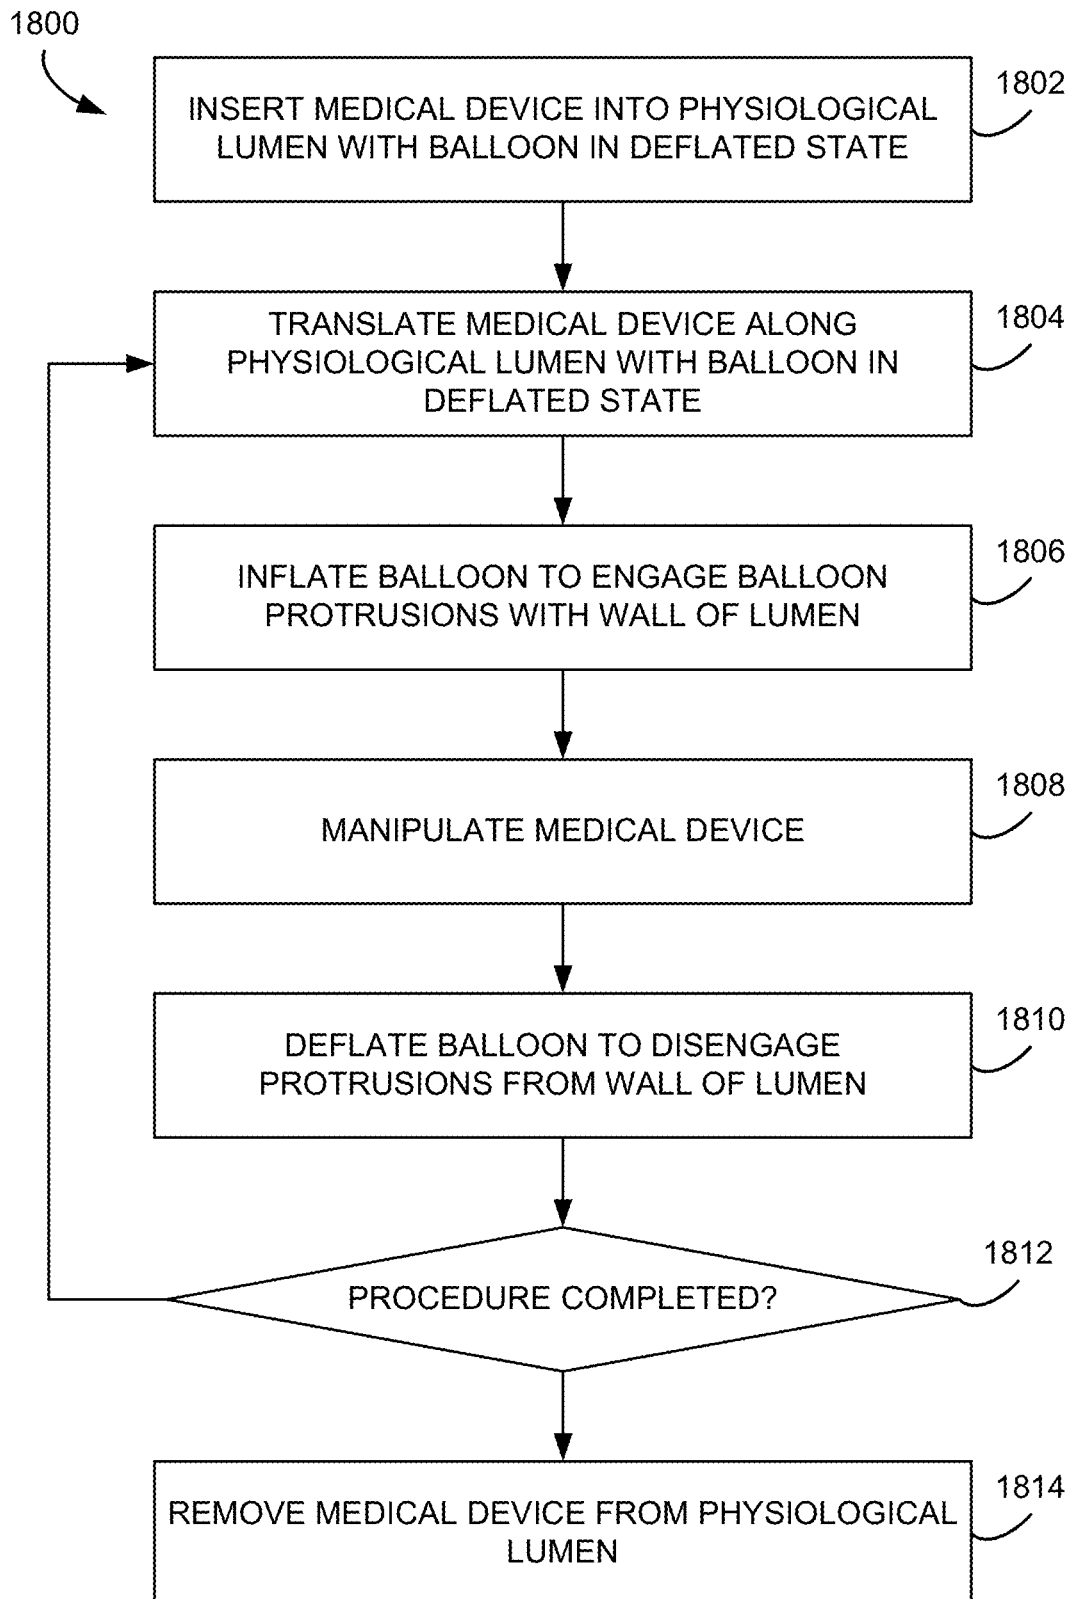 1800
1802
INSERT MEDICAL DEVICE INTO PHYSIOLOGICAL
LUMEN WITH BALLOON IN DEFLATED STATE
1804
TRANSLATE MEDICAL DEVICE ALONG
PHYSIOLOGICAL LUMEN WITH BALLOON IN
DEFLATED STATE
1806
INFLATE BALLOON TO ENGAGE BALLOON
PROTRUSIONS WITH WALL OF LUMEN
1808
MANIPULATE MEDICAL DEVICE
1810
DEFLATE BALLOON TO DISENGAGE
PROTRUSIONS FROM WALL OF LUMEN
1812
PROCEDURE COMPLETED?
1814
REMOVE MEDICAL DEVICE FROM PHYSIOLOGICAL
LUMEN